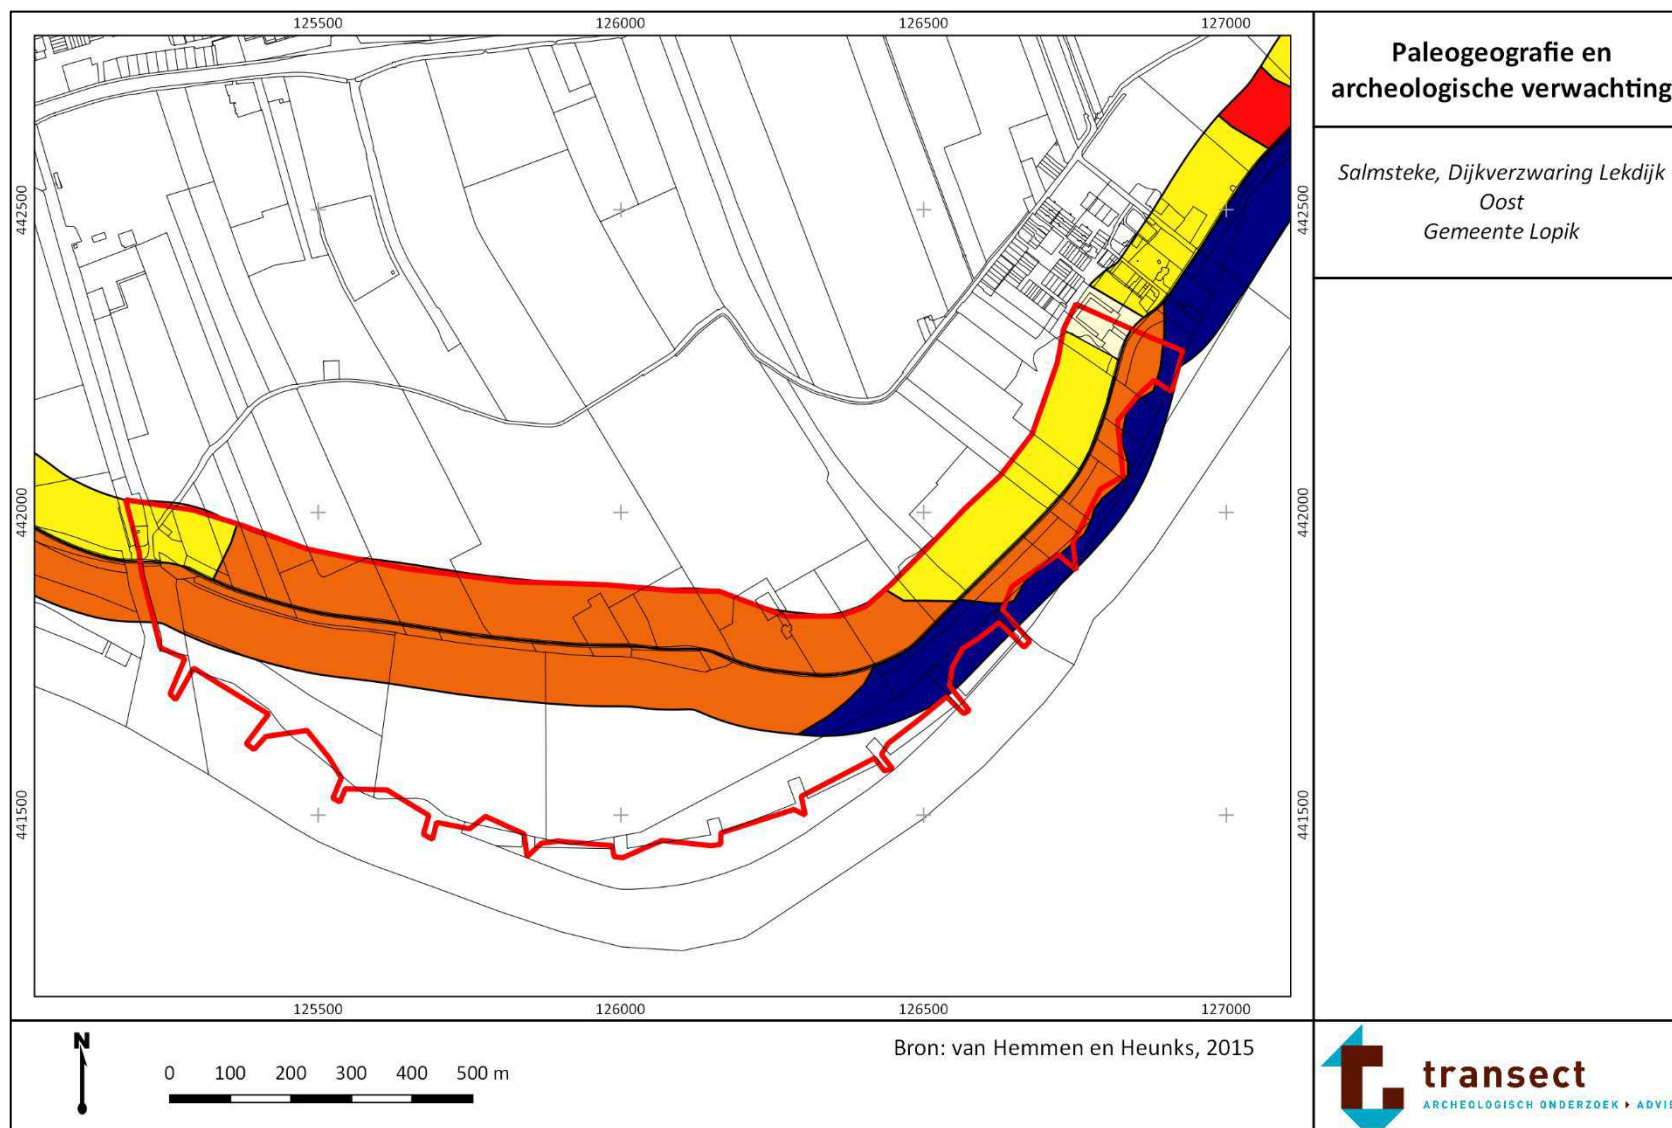 125500 126000 126500 127000
Paleogeografie en
archeologische verwachting
Salmsteke, Dijkverzwaring Lekdijk
Oost
Gemeente Lopik
442500 442500
442000 442000
441500 441500
125500 126000 126500 127000
Bron: van Hemmen en Heunks, 2015
N
0 100 200 300 400 500 m
transect
ARCHEOLOGISCH ONDERZOEK ▸ ADVIE